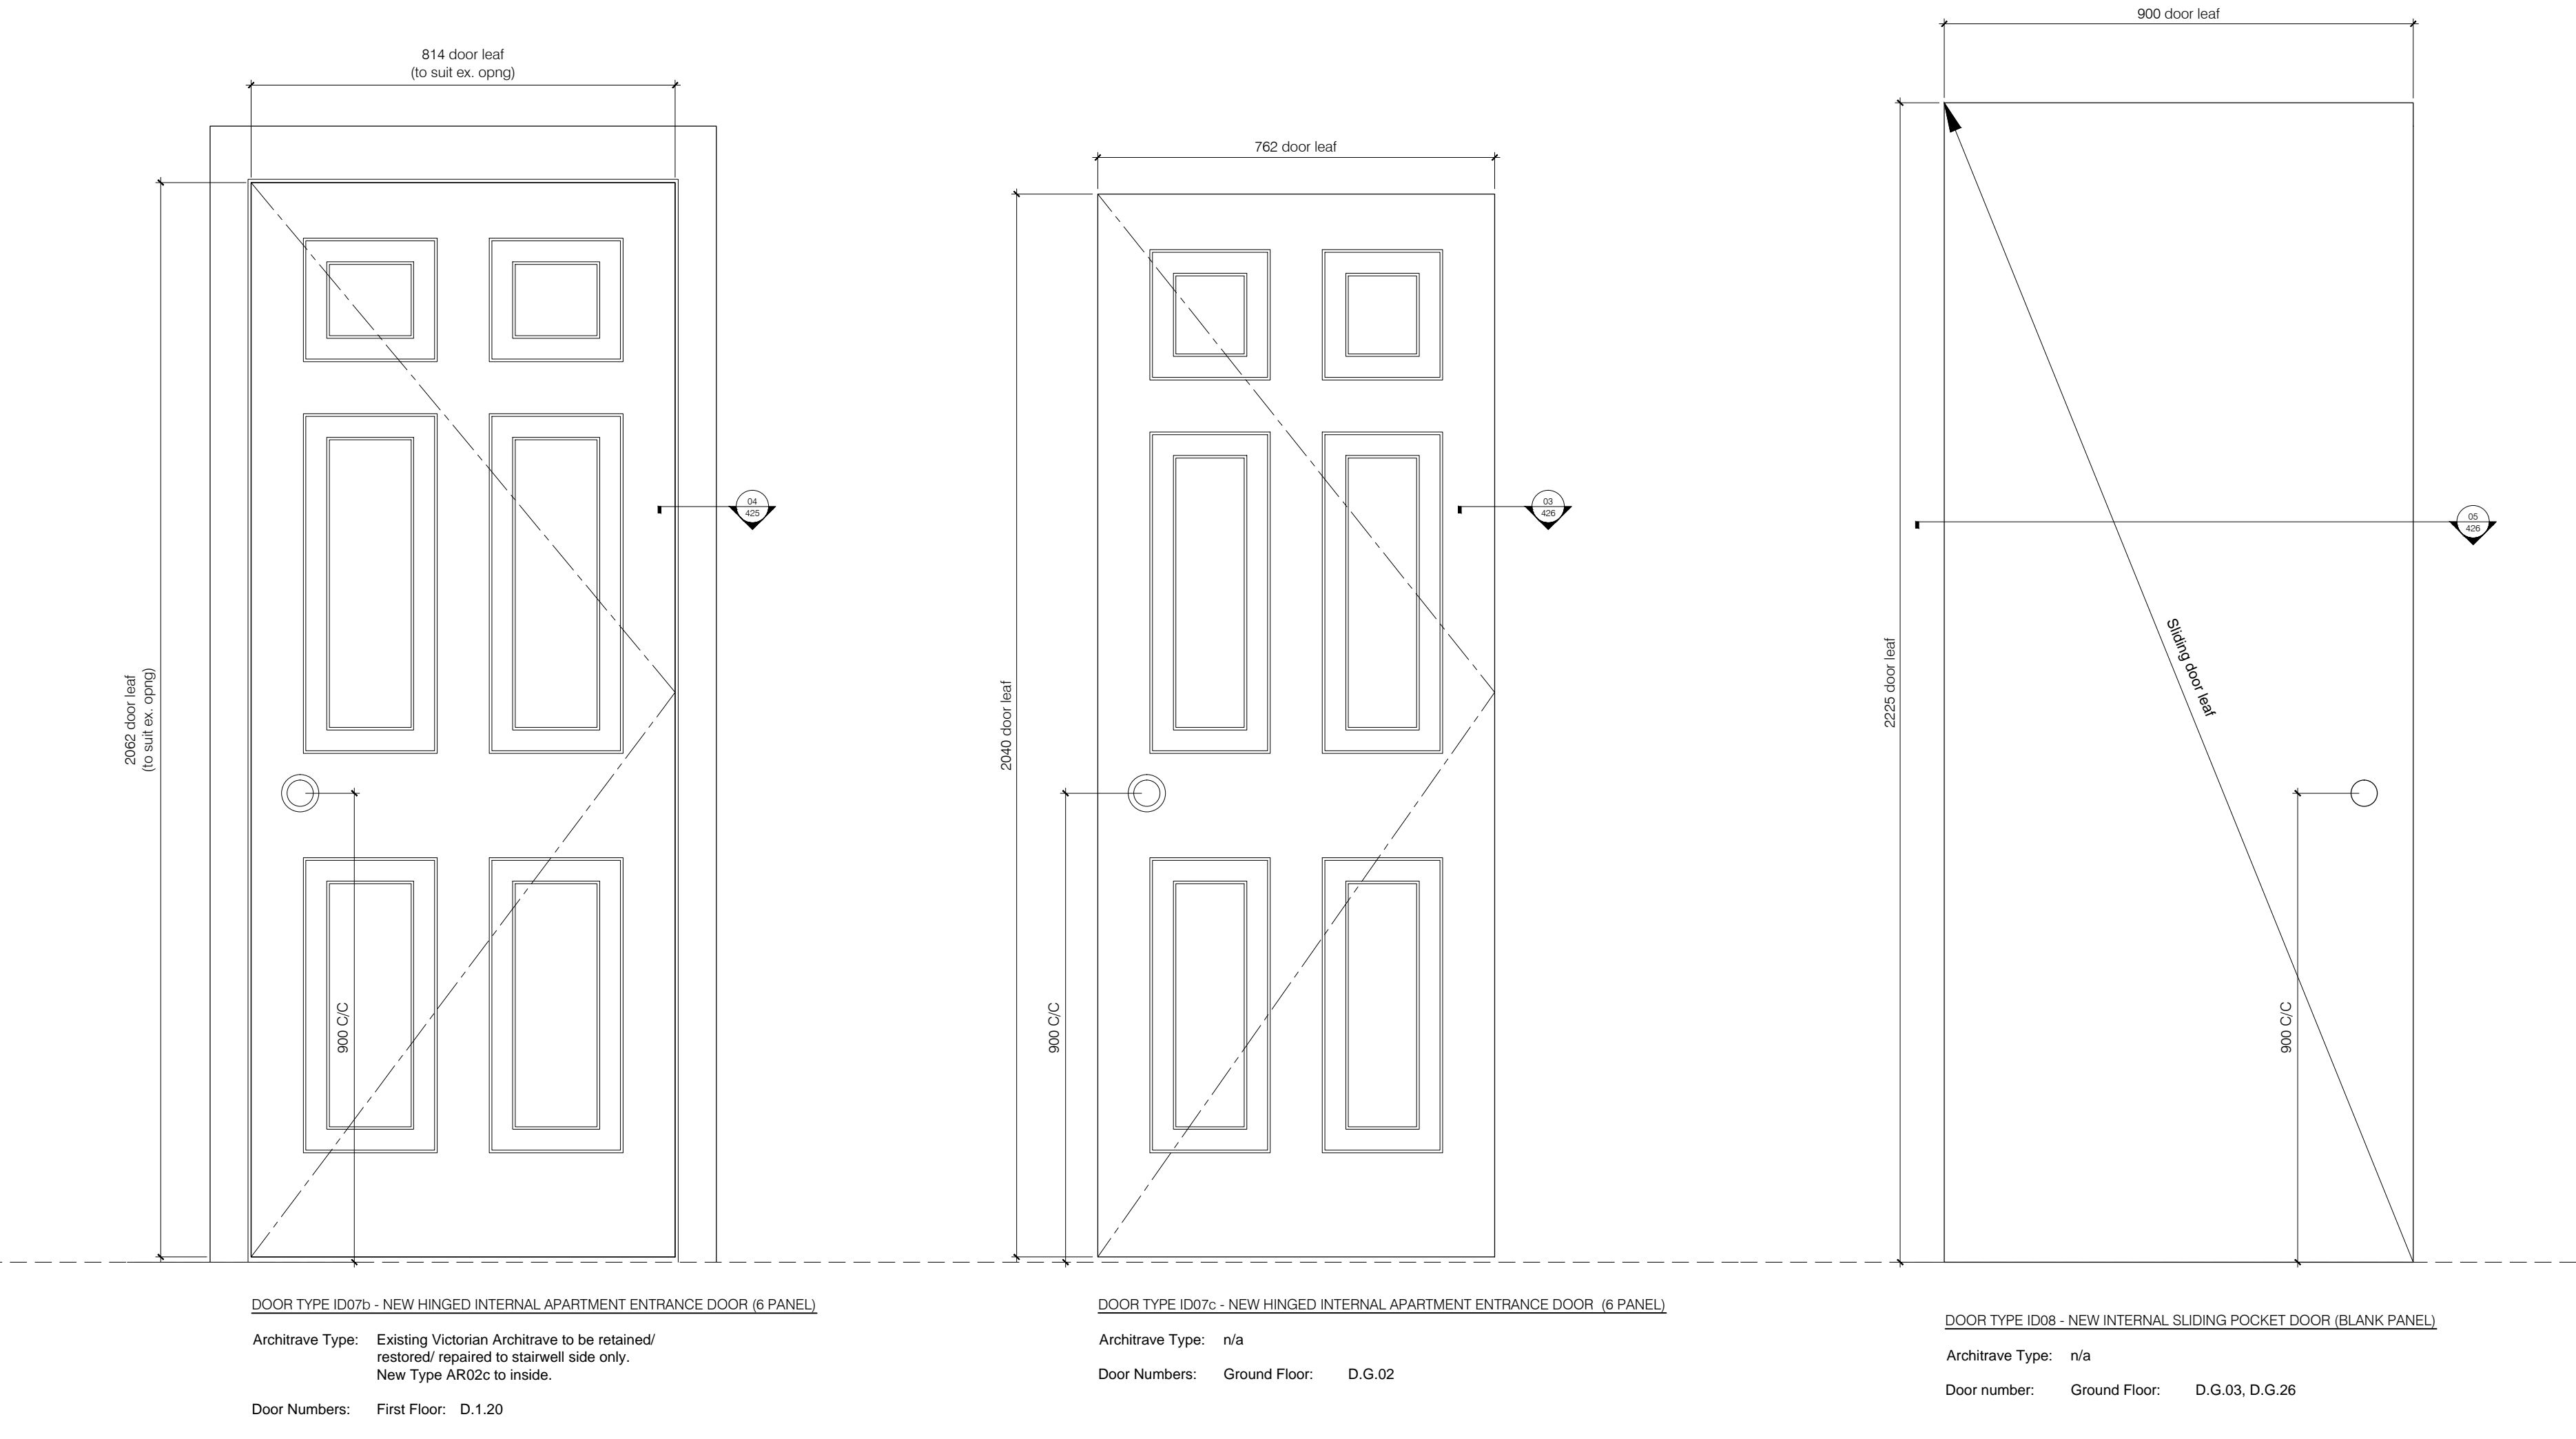 814 door leaf
(to suit ex. opng)
2062 door leaf
(to suit ex. opng)
04
425
900 C/C
DOOR TYPE ID07b - NEW HINGED INTERNAL APARTMENT ENTRANCE DOOR (6 PANEL)
Architrave Type: Existing Victorian Architrave to be retained/
restored/ repaired to stairwell side only.
New Type AR02c to inside.
Door Numbers: First Floor: D.1.20
762 door leaf
2040 door leaf
03
426
900 C/C
DOOR TYPE ID07c - NEW HINGED INTERNAL APARTMENT ENTRANCE DOOR (6 PANEL)
Architrave Type: n/a
Door Numbers: Ground Floor: D.G.02
900 door leaf
2225 door leaf
05
426
Sliding door leaf
900 C/C
DOOR TYPE ID08 - NEW INTERNAL SLIDING POCKET DOOR (BLANK PANEL)
Architrave Type: n/a
Door number: Ground Floor: D.G.03, D.G.26